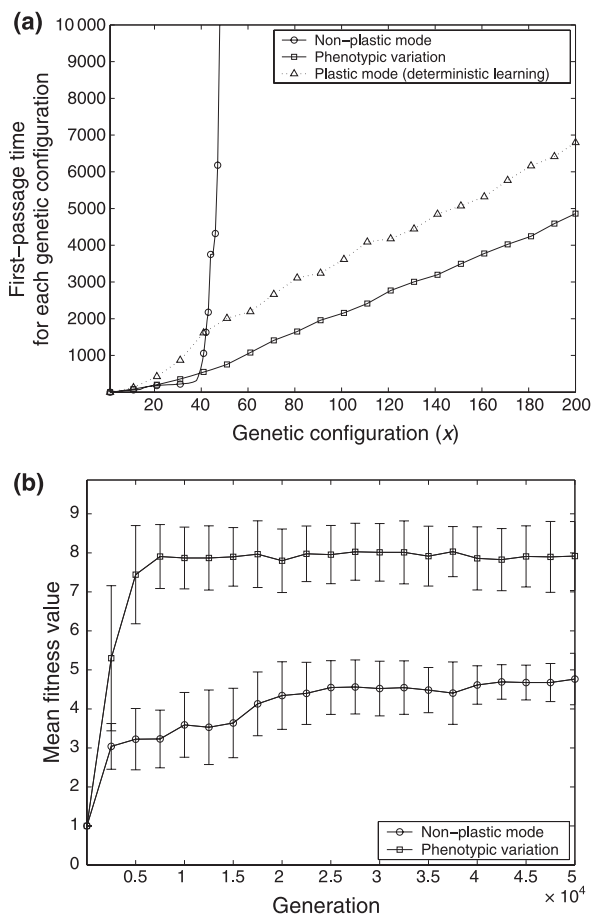 (a)
10 000
9000
8000
7000
6000
5000
4000
3000
2000
1000
First–passage time
for each genetic configuration
Non-plastic mode
Phenotypic variation
Plastic mode (deterministic learning)
20 40 60 80 100 120 140 160 180 200
Genetic configuration (x)
(b)
9
8
7
6
5
4
3
2
1
0
Mean fitness value
Non-plastic mode
Phenotypic variation
0 0.5 1 1.5 2 2.5 3 3.5 4 4.5 5
× 10⁴
Generation